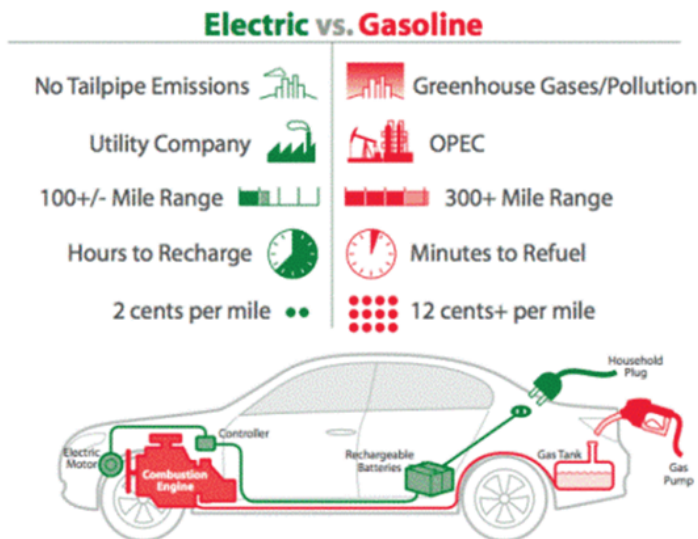 Electric vs. Gasoline
No Tailpipe Emissions
Greenhouse Gases/Pollution
Utility Company
OPEC
100+/- Mile Range
300+ Mile Range
Hours to Recharge
Minutes to Refuel
2 cents per mile
12 cents+ per mile
Household
Plug
Controller
Electric
Motor
Combustion
Engine
Rechargeable
Batteries
Gas Tank
Gas
Pump